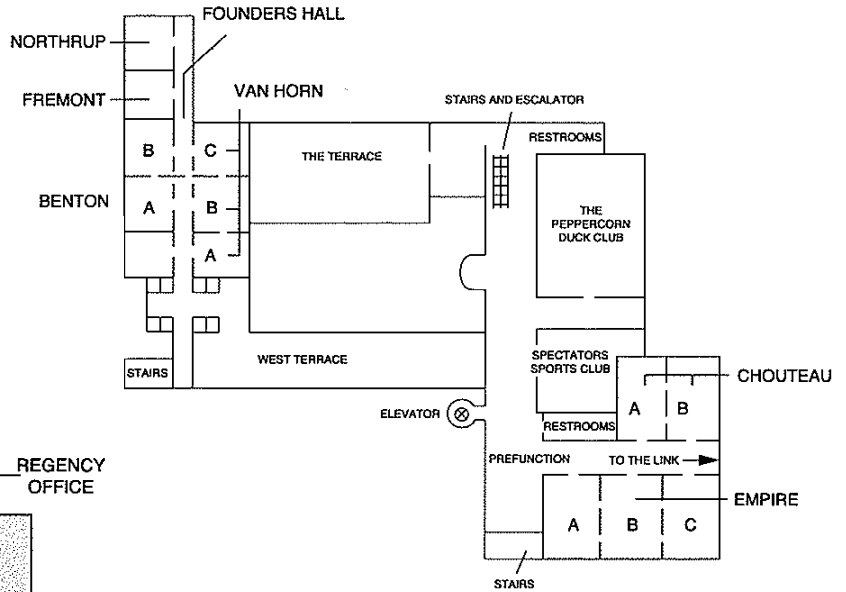 FOUNDERS HALL
NORTHRUP
FREMONT
VAN HORN
STAIRS AND ESCALATOR
RESTROOMS
B
C
THE TERRACE
BENTON
A
B
THE
PEPPERCORN
DUCK CLUB
A
WEST TERRACE
STAIRS
SPECTATORS
SPORTS CLUB
CHOUTEAU
A
B
ELEVATOR
RESTROOMS
PREFUNCTION
TO THE LINK
REGENCY
OFFICE
EMPIRE
A
B
C
STAIRS